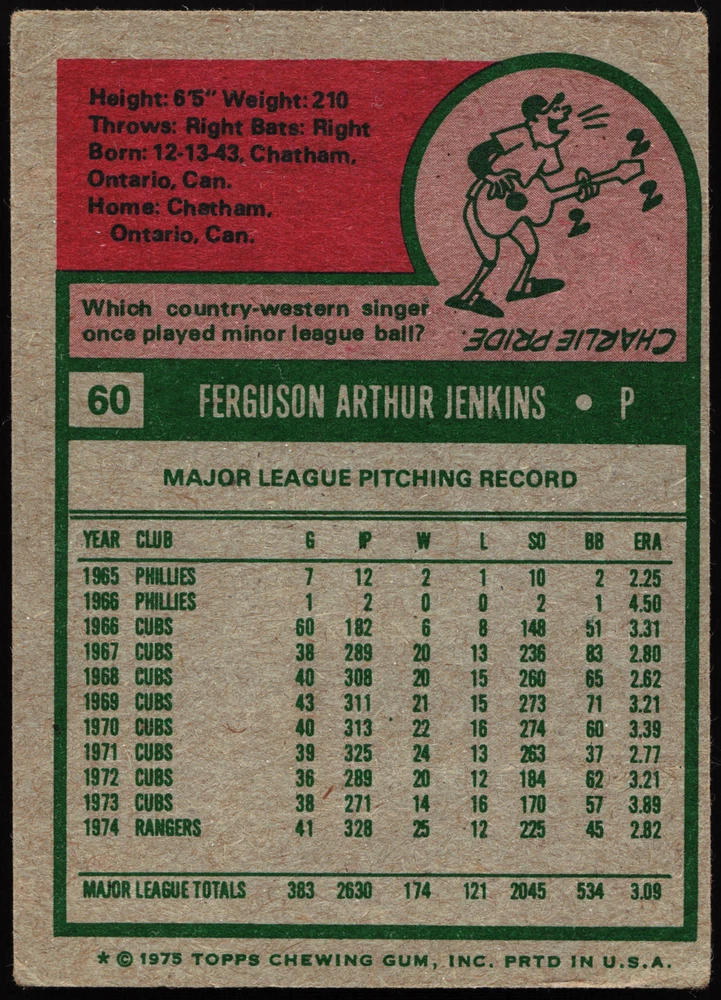 Height: 6'5" Weight: 210
Throws: Right Bats: Right
Born: 12-13-43, Chatham,
Ontario, Can.
Home: Chatham,
Ontario, Can.
Which country-western singer
once played minor league ball?
CHARLIE PRIDE.
60 FERGUSON ARTHUR JENKINS • P
MAJOR LEAGUE PITCHING RECORD
YEAR CLUB G IP W L SO BB ERA
1965 PHILLIES 7 12 2 1 10 2 2.25
1966 PHILLIES 1 2 0 0 2 1 4.50
1966 CUBS 60 182 6 8 148 51 3.31
1967 CUBS 38 289 20 13 236 83 2.80
1968 CUBS 40 308 20 15 260 65 2.62
1969 CUBS 43 311 21 15 273 71 3.21
1970 CUBS 40 313 22 16 274 60 3.39
1971 CUBS 39 325 24 13 263 37 2.77
1972 CUBS 36 289 20 12 184 62 3.21
1973 CUBS 38 271 14 16 170 57 3.89
1974 RANGERS 41 328 25 12 225 45 2.82
MAJOR LEAGUE TOTALS 383 2630 174 121 2045 534 3.09
* © 1975 TOPPS CHEWING GUM, INC. PRTD IN U.S.A.